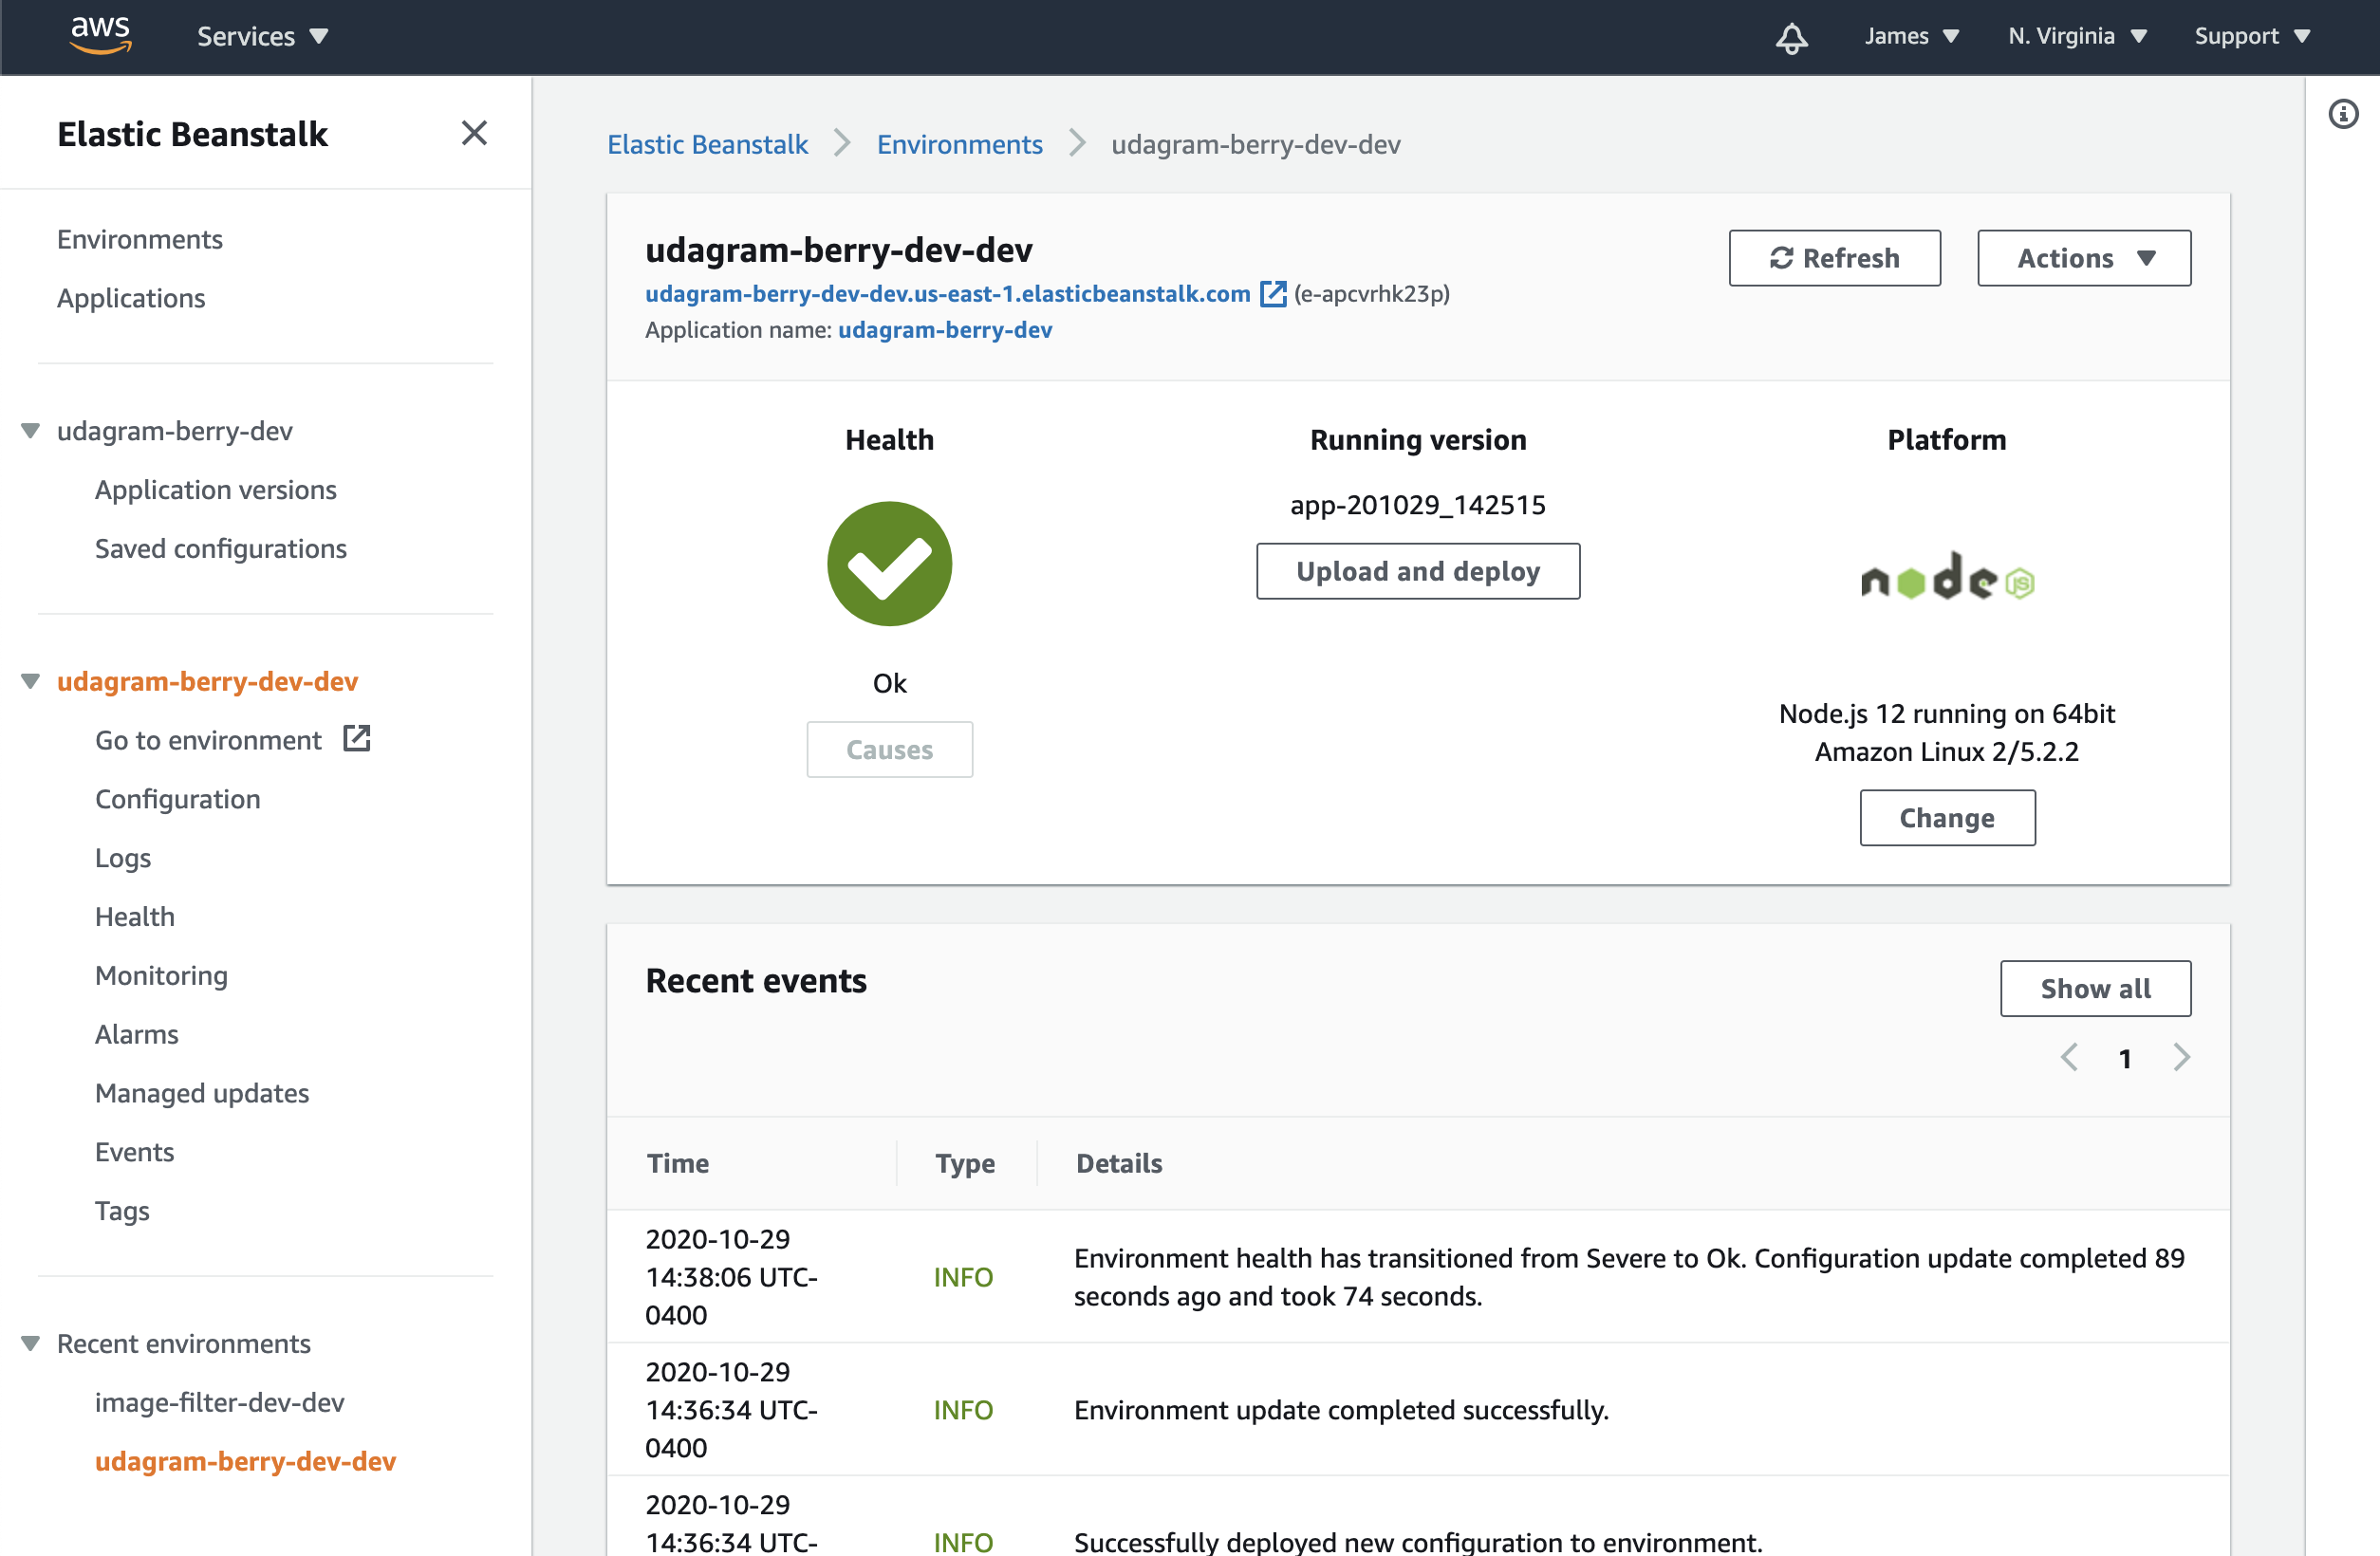 aws
Services
James
N. Virginia
Support
Elastic Beanstalk
Environments
Applications
udagram-berry-dev
Application versions
Saved configurations
udagram-berry-dev-dev
Go to environment
Configuration
Logs
Health
Monitoring
Alarms
Managed updates
Events
Tags
Recent environments
image-filter-dev-dev
udagram-berry-dev-dev
Elastic Beanstalk
Environments
udagram-berry-dev-dev
udagram-berry-dev-dev
udagram-berry-dev-dev.us-east-1.elasticbeanstalk.com (e-apcvrhk23p)
Application name: udagram-berry-dev
Refresh
Actions
Health
Ok
Causes
Running version
app-201029_142515
Upload and deploy
Platform
node JS
Node.js 12 running on 64bit
Amazon Linux 2/5.2.2
Change
Recent events
Show all
1
Time
Type
Details
2020-10-29
14:38:06 UTC-
0400
INFO
Environment health has transitioned from Severe to Ok. Configuration update completed 89
seconds ago and took 74 seconds.
2020-10-29
14:36:34 UTC-
0400
INFO
Environment update completed successfully.
2020-10-29
14:36:34 UTC-
INFO
Successfully deployed new configuration to environment.